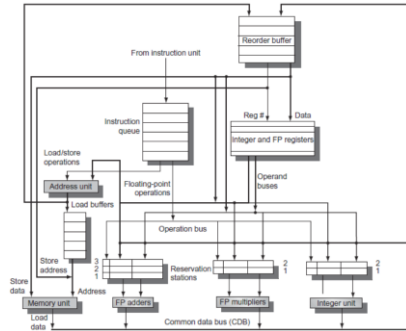 Reorder buffer
From instruction unit
Reg #
Data
Instruction
queue
Integer and FP registers
Load/store
operations
Address unit
Floating-point
operations
Operand
buses
Load buffers
Operation bus
Store
address
3
2
1
Reservation
stations
2
1
2
1
Store
data
Address
Memory unit
FP adders
FP multipliers
Integer unit
Load
data
Common data bus (CDB)